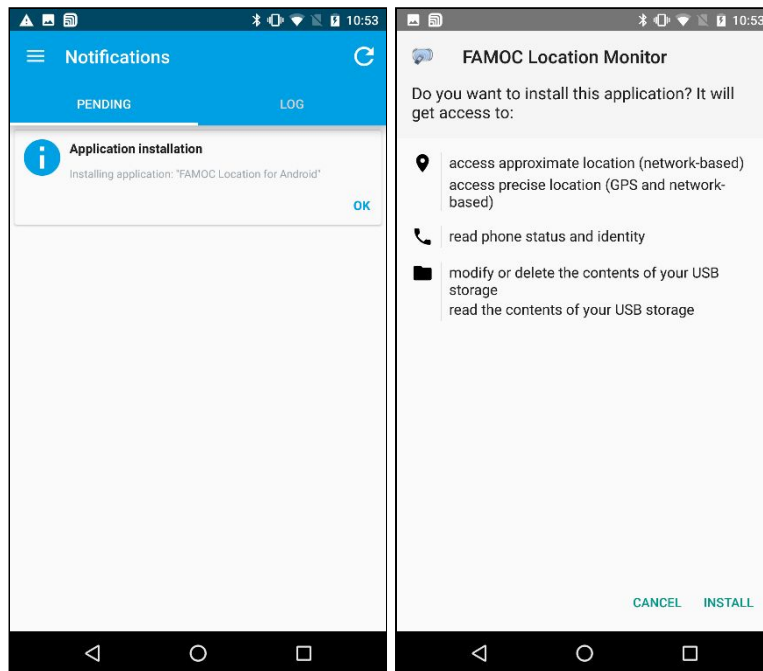 10:53
Notifications
PENDING
LOG
Application installation
Installing application: "FAMOC Location for Android"
OK
10:53
FAMOC Location Monitor
Do you want to install this application? It will
get access to:
access approximate location (network-based)
access precise location (GPS and network-
based)
read phone status and identity
modify or delete the contents of your USB
storage
read the contents of your USB storage
CANCEL
INSTALL